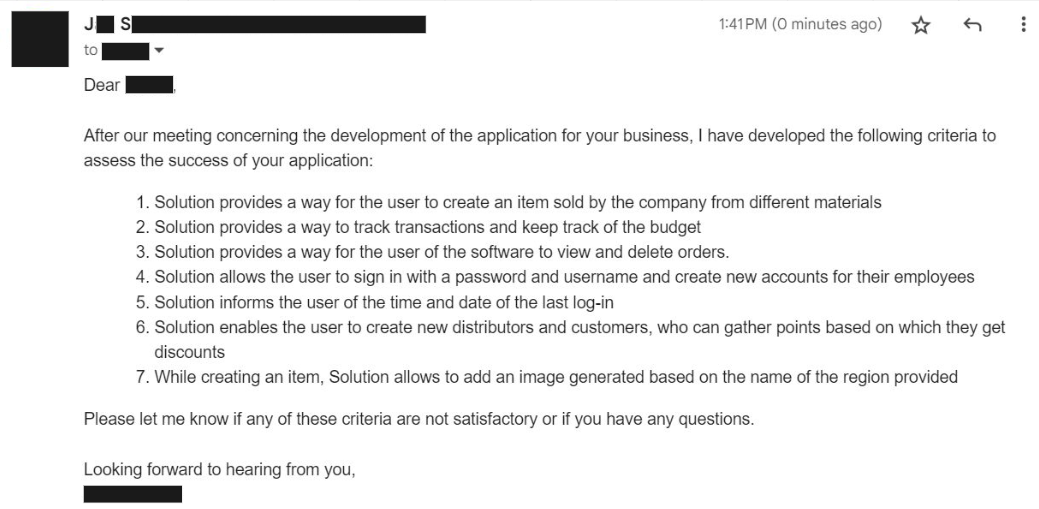 J S
1:41 PM (0 minutes ago)
to
Dear ,
After our meeting concerning the development of the application for your business, I have developed the following criteria to
assess the success of your application:
1. Solution provides a way for the user to create an item sold by the company from different materials
2. Solution provides a way to track transactions and keep track of the budget
3. Solution provides a way for the user of the software to view and delete orders.
4. Solution allows the user to sign in with a password and username and create new accounts for their employees
5. Solution informs the user of the time and date of the last log-in
6. Solution enables the user to create new distributors and customers, who can gather points based on which they get
discounts
7. While creating an item, Solution allows to add an image generated based on the name of the region provided
Please let me know if any of these criteria are not satisfactory or if you have any questions.
Looking forward to hearing from you,